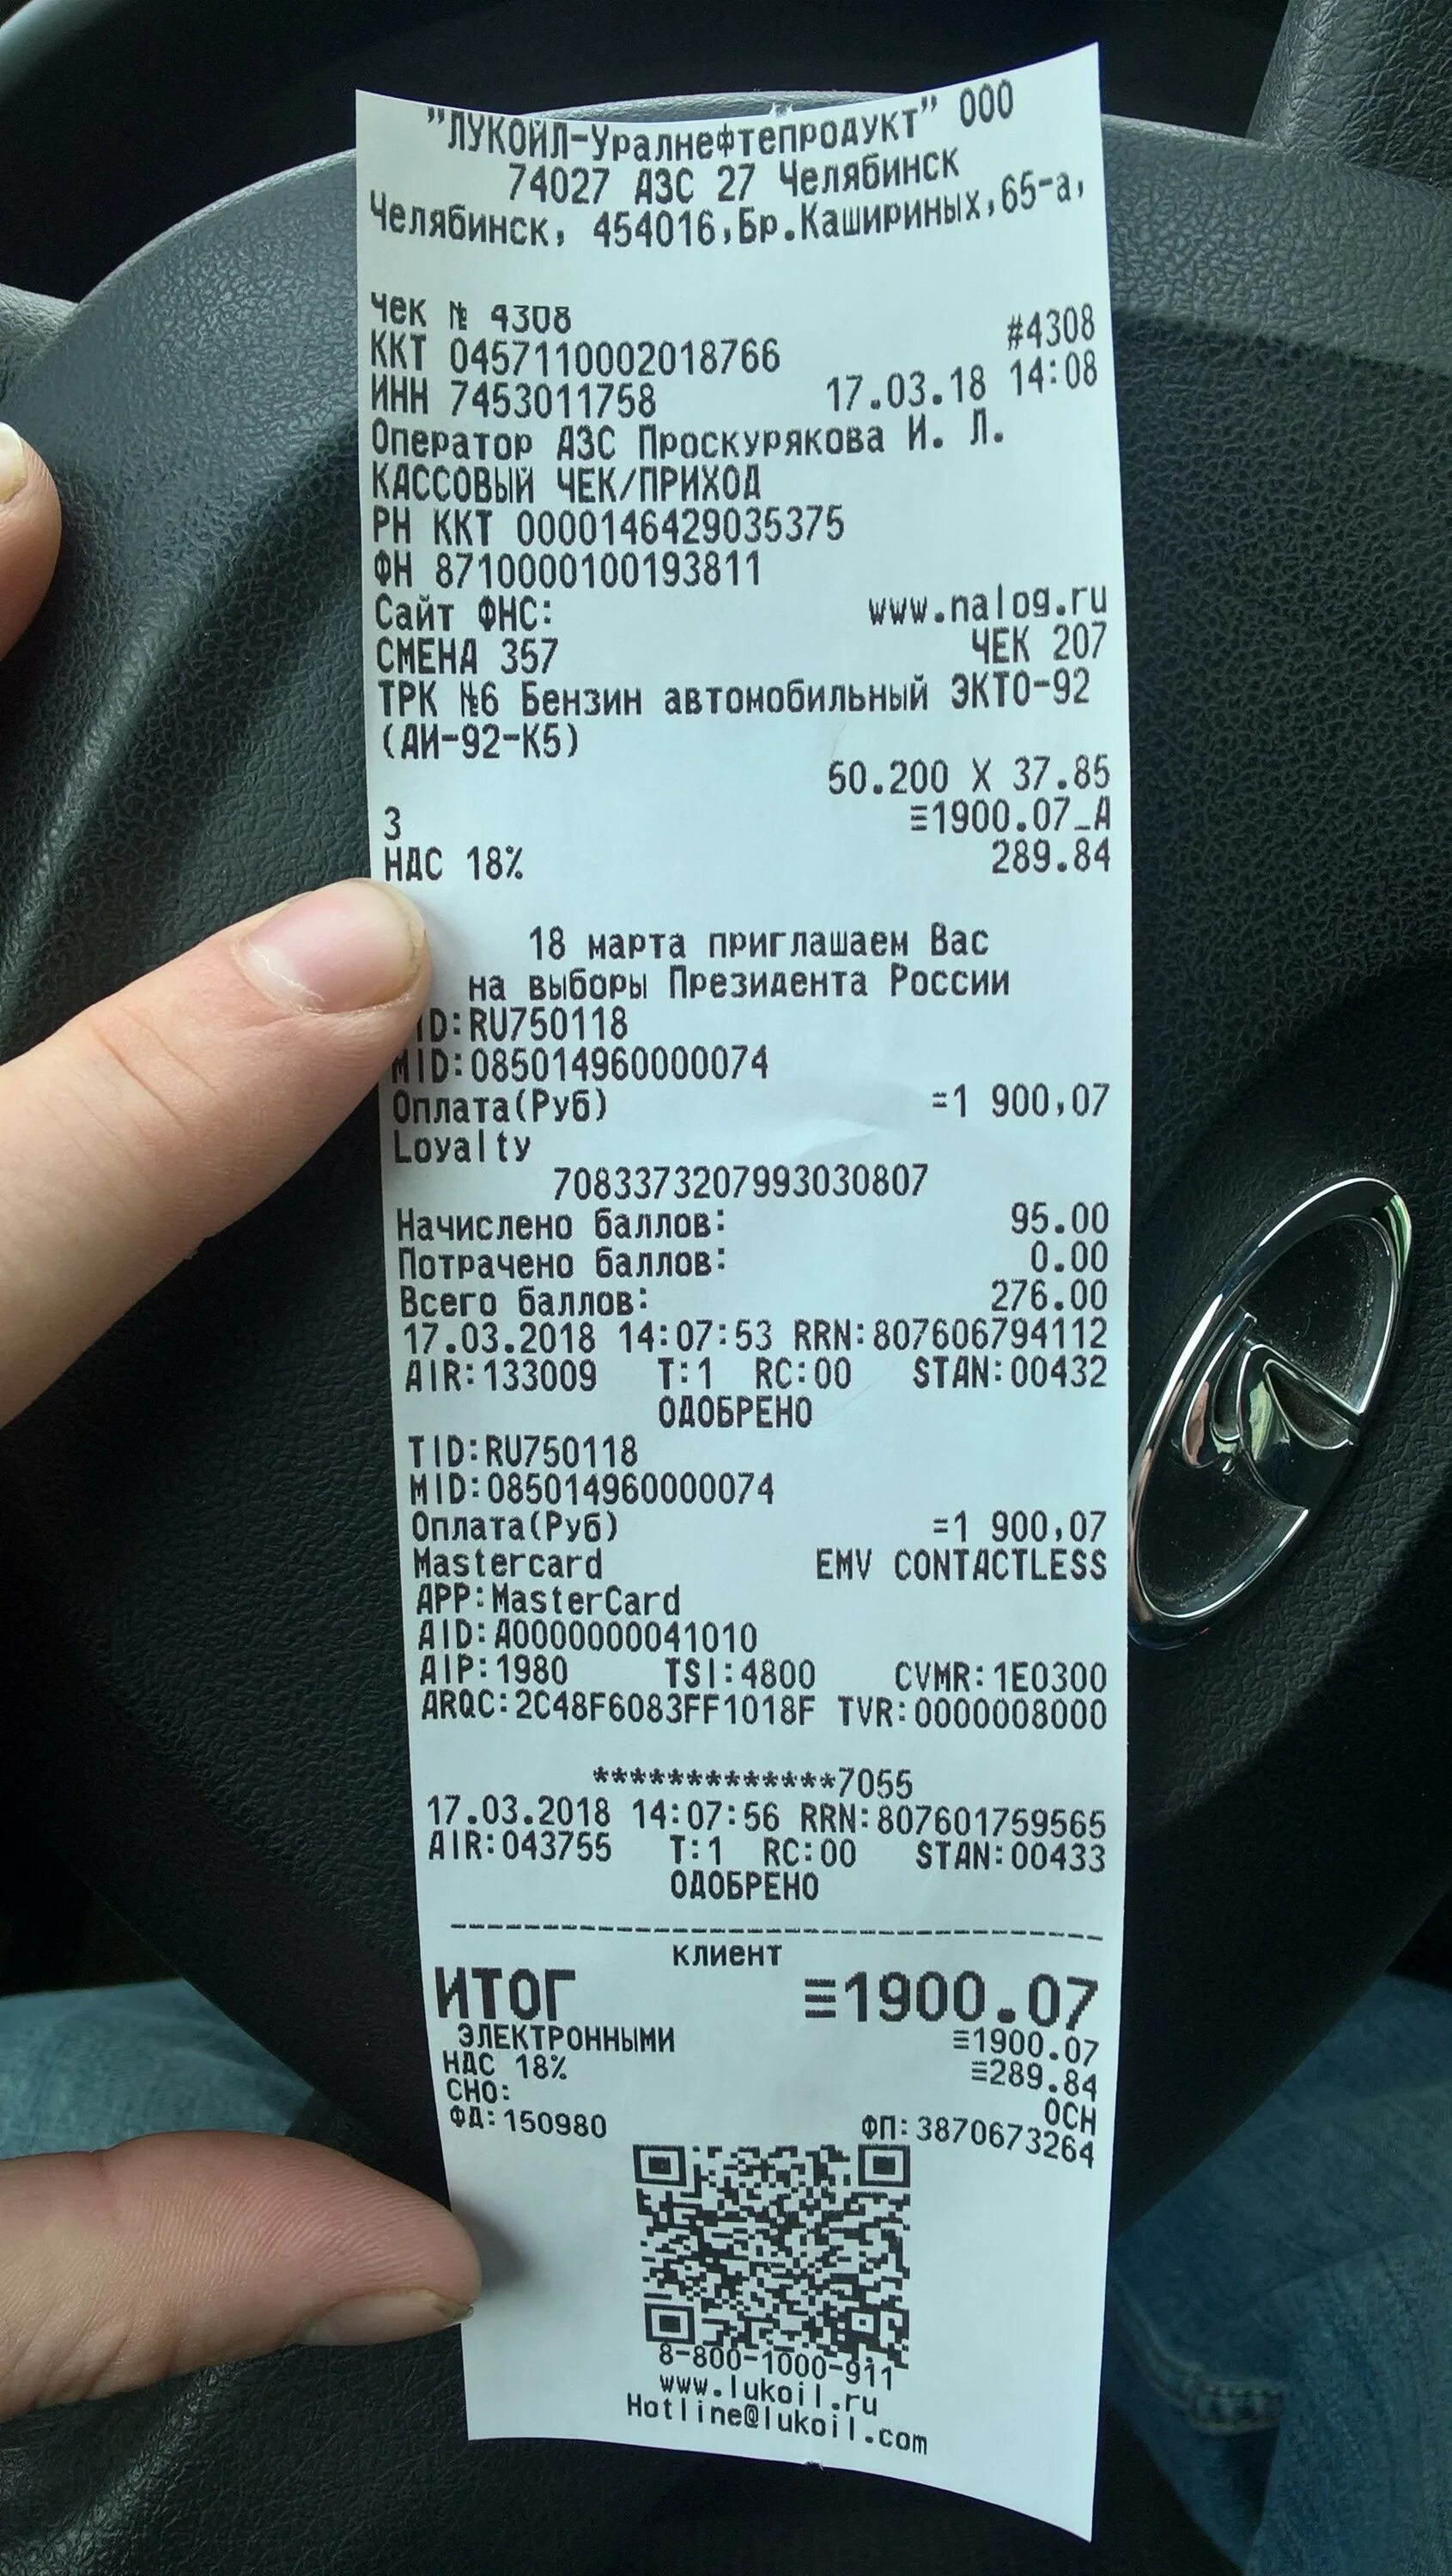 "ЛУКОЙЛ-Уралнефтепродукт" ООО
74027 АЗС 27 Челябинск
Челябинск, 454016,Бр.Кашириных,65-а,
Чек № 4308 #4308
ККТ 0457110002018766
ИНН 7453011758 17.03.18 14:08
Оператор АЗС Проскурякова И. Л.
КАССОВЫЙ ЧЕК/ПРИХОД
РН ККТ 0000146429035375
ФН 8710000100193811
Сайт ФНС: www.nalog.ru
СМЕНА 357 ЧЕК 207
ТРК №6 Бензин автомобильный ЭКТО-92
(АИ-92-К5)
50.200 X 37.85
3 ≡1900.07_А
НДС 18% 289.84
18 марта приглашаем Вас
на выборы Президента России
ID:RU750118
MID:085014960000074
Оплата(Руб) =1 900,07
Loyalty
7083373207993030807
Начислено баллов: 95.00
Потрачено баллов: 0.00
Всего баллов: 276.00
17.03.2018 14:07:53 RRN:807606794112
AIR:133009 T:1 RC:00 STAN:00432
ОДОБРЕНО
TID:RU750118
MID:085014960000074
Оплата(Руб) =1 900,07
Mastercard EMV CONTACTLESS
APP:MasterCard
AID:A0000000041010
AIP:1980 TSI:4800 CVMR:1E0300
ARQC:2C48F6083FF1018F TVR:0000008000
*************7055
17.03.2018 14:07:56 RRN:807601759565
AIR:043755 T:1 RC:00 STAN:00433
ОДОБРЕНО
клиент
ИТОГ ≡1900.07
ЭЛЕКТРОННЫМИ ≡1900.07
НДС 18% ≡289.84
СНО: ОСН
ФД:150980 ФП:3870673264
8-800-1000-911
www.lukoil.ru
Hotline@lukoil.com